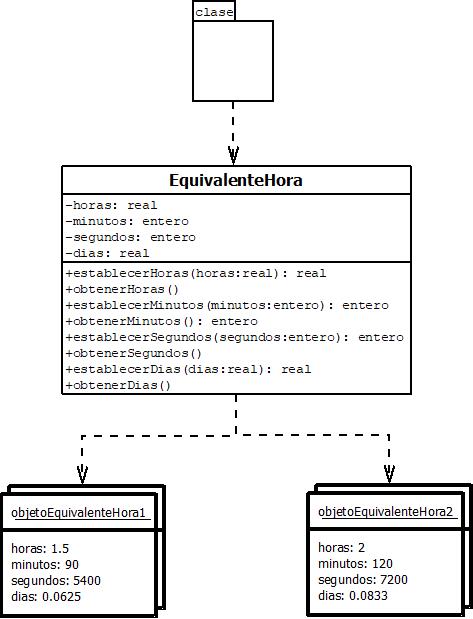 clase
EquivalenteHora
-horas: real
-minutos: entero
-segundos: entero
-dias: real
+establecerHoras(horas:real): real
+obtenerHoras()
+establecerMinutos(minutos:entero): entero
+obtenerMinutos(): entero
+establecerSegundos(segundos:entero): entero
+obtenerSegundos()
+establecerDias(dias:real): real
+obtenerDias()
objetoEquivalenteHora1
horas: 1.5
minutos: 90
segundos: 5400
dias: 0.0625
objetoEquivalenteHora2
horas: 2
minutos: 120
segundos: 7200
dias: 0.0833